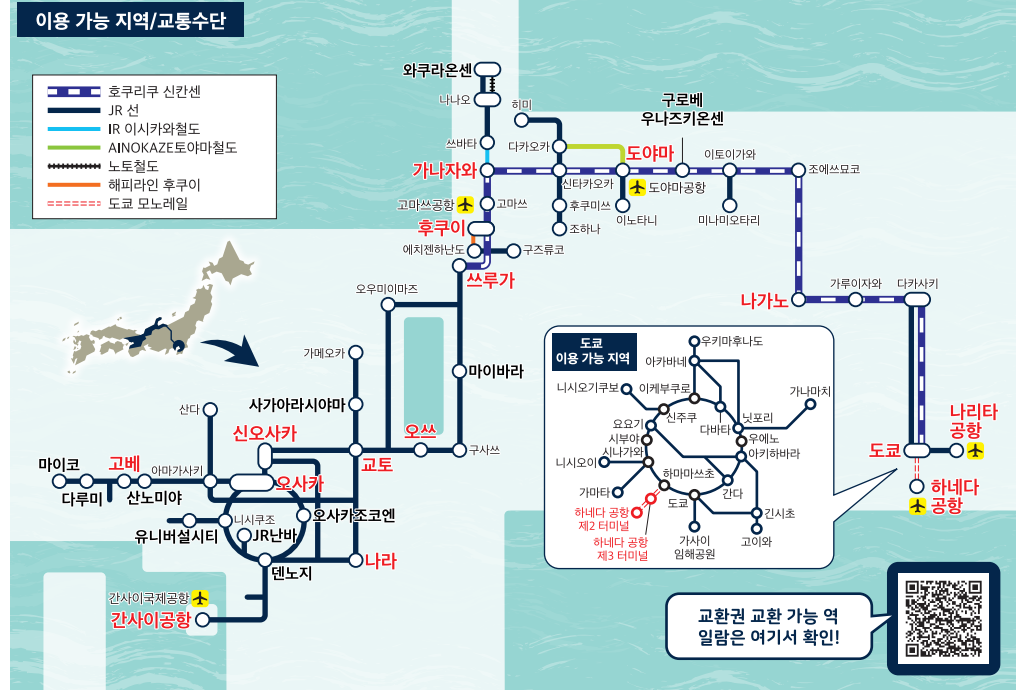 이용 가능 지역/교통수단
호쿠리쿠 신칸센
JR 선
IR 이시카와철도
AINOKAZE토야마철도
노토철도
해피라인 후쿠이
도쿄 모노레일
와쿠라온센
나나오
쓰바타
가나자와
고마쓰공항
고마쓰
후쿠이
에치젠하난도
구즈류코
쓰루가
히미
다카오카
신타카오카
후쿠미쓰
조하나
도야마
도야마공항
이노타니
구로베
우나즈키온센
이토이가와
미나미오타리
조에쓰묘코
나가노
가루이자와
다카사키
오우미이마즈
가메오카
마이바라
사가아라시야마
산다
신오사카
오쓰
교토
구사쓰
마이코
고베
아마가사키
다루미
산노미야
오사카
오사카조코엔
니시쿠조
유니버설시티
JR난바
나라
덴노지
간사이국제공항
간사이공항
도쿄
이용 가능 지역
우키마후나도
아카바네
니시오기쿠보
이케부쿠로
가나마치
신주쿠
요요기
다바타
닛포리
시부야
우에노
시나가와
아키하바라
니시오이
하마마쓰초
가마타
간다
도쿄
하네다 공항
제2 터미널
긴시초
하네다 공항
제3 터미널
가사이
임해공원
고이와
나리타
공항
도쿄
하네다
공항
교환권 교환 가능 역
일람은 여기서 확인!